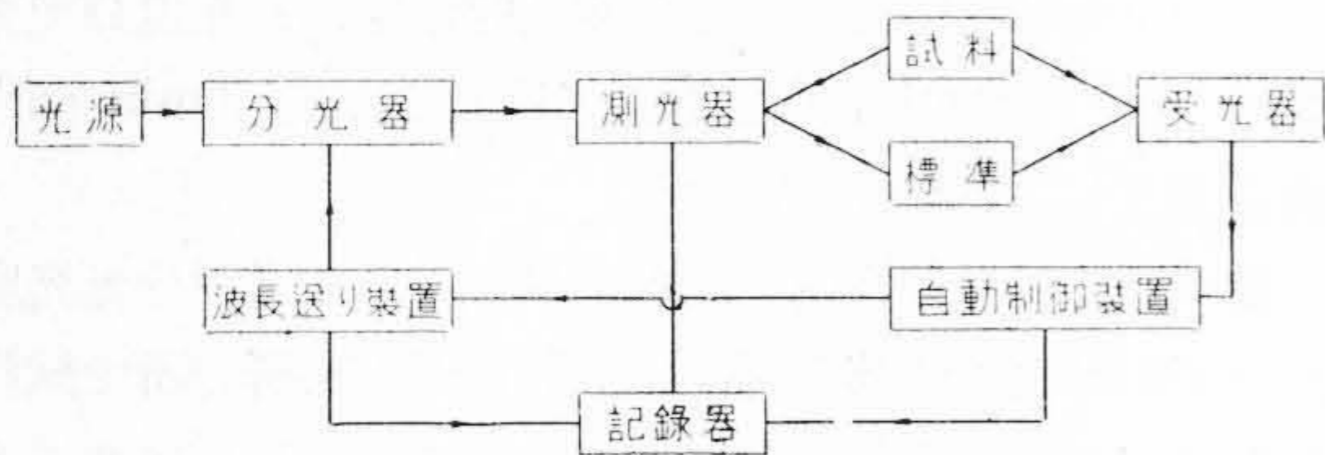 試料
光源
分光器
測光器
受光器
標準
波長送り装置
自動制御装置
記録器